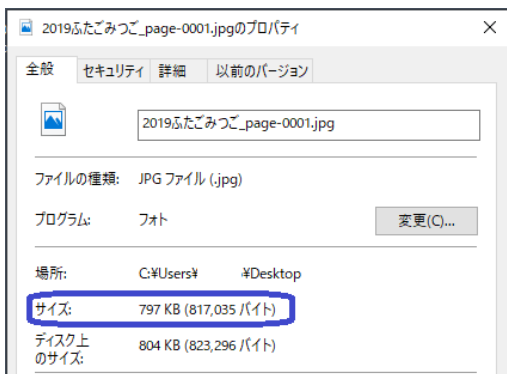 2019ふたごみつご_page-0001.jpgのプロパティ
全般 セキュリティ 詳細 以前のバージョン
2019ふたごみつご_page-0001.jpg
ファイルの種類: JPG ファイル (.jpg)
プログラム: フォト 変更(C)...
場所: C:¥Users¥ ¥Desktop
サイズ: 797 KB (817,035 バイト)
ディスク上
のサイズ: 804 KB (823,296 バイト)